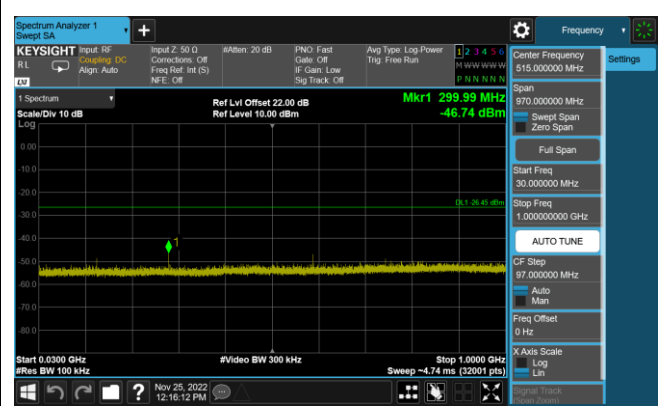 Spectrum Analyzer 1
Swept SA
Frequency
KEYSIGHT
RL
LXI
Input: RF
Coupling: DC
Align: Auto
Input Z: 50 Ω
Corrections: Off
Freq Ref: Int (S)
NFE: Off
#Atten: 20 dB
PNO: Fast
Gate: Off
IF Gain: Low
Sig Track: Off
Avg Type: Log-Power
Trig: Free Run
1 2 3 4 5 6
M W W W W W
P N N N N N
1 Spectrum
Scale/Div 10 dB
Ref Lvl Offset 22.00 dB
Ref Level 10.00 dBm
Mkr1 299.99 MHz
-46.74 dBm
Log
0.00
-10.0
-20.0
DL1 -26.45 dBm
-30.0
1
-40.0
-50.0
-60.0
-70.0
-80.0
Start 0.0300 GHz
#Res BW 100 kHz
#Video BW 300 kHz
Stop 1.0000 GHz
Sweep ~4.74 ms (32001 pts)
?
Nov 25, 2022
12:16:12 PM
Center Frequency
515.000000 MHz
Settings
Span
970.000000 MHz
Swept Span
Zero Span
Full Span
Start Freq
30.000000 MHz
Stop Freq
1.000000000 GHz
AUTO TUNE
CF Step
97.000000 MHz
Auto
Man
Freq Offset
0 Hz
X Axis Scale
Log
Lin
Signal Track
(Span Zoom)